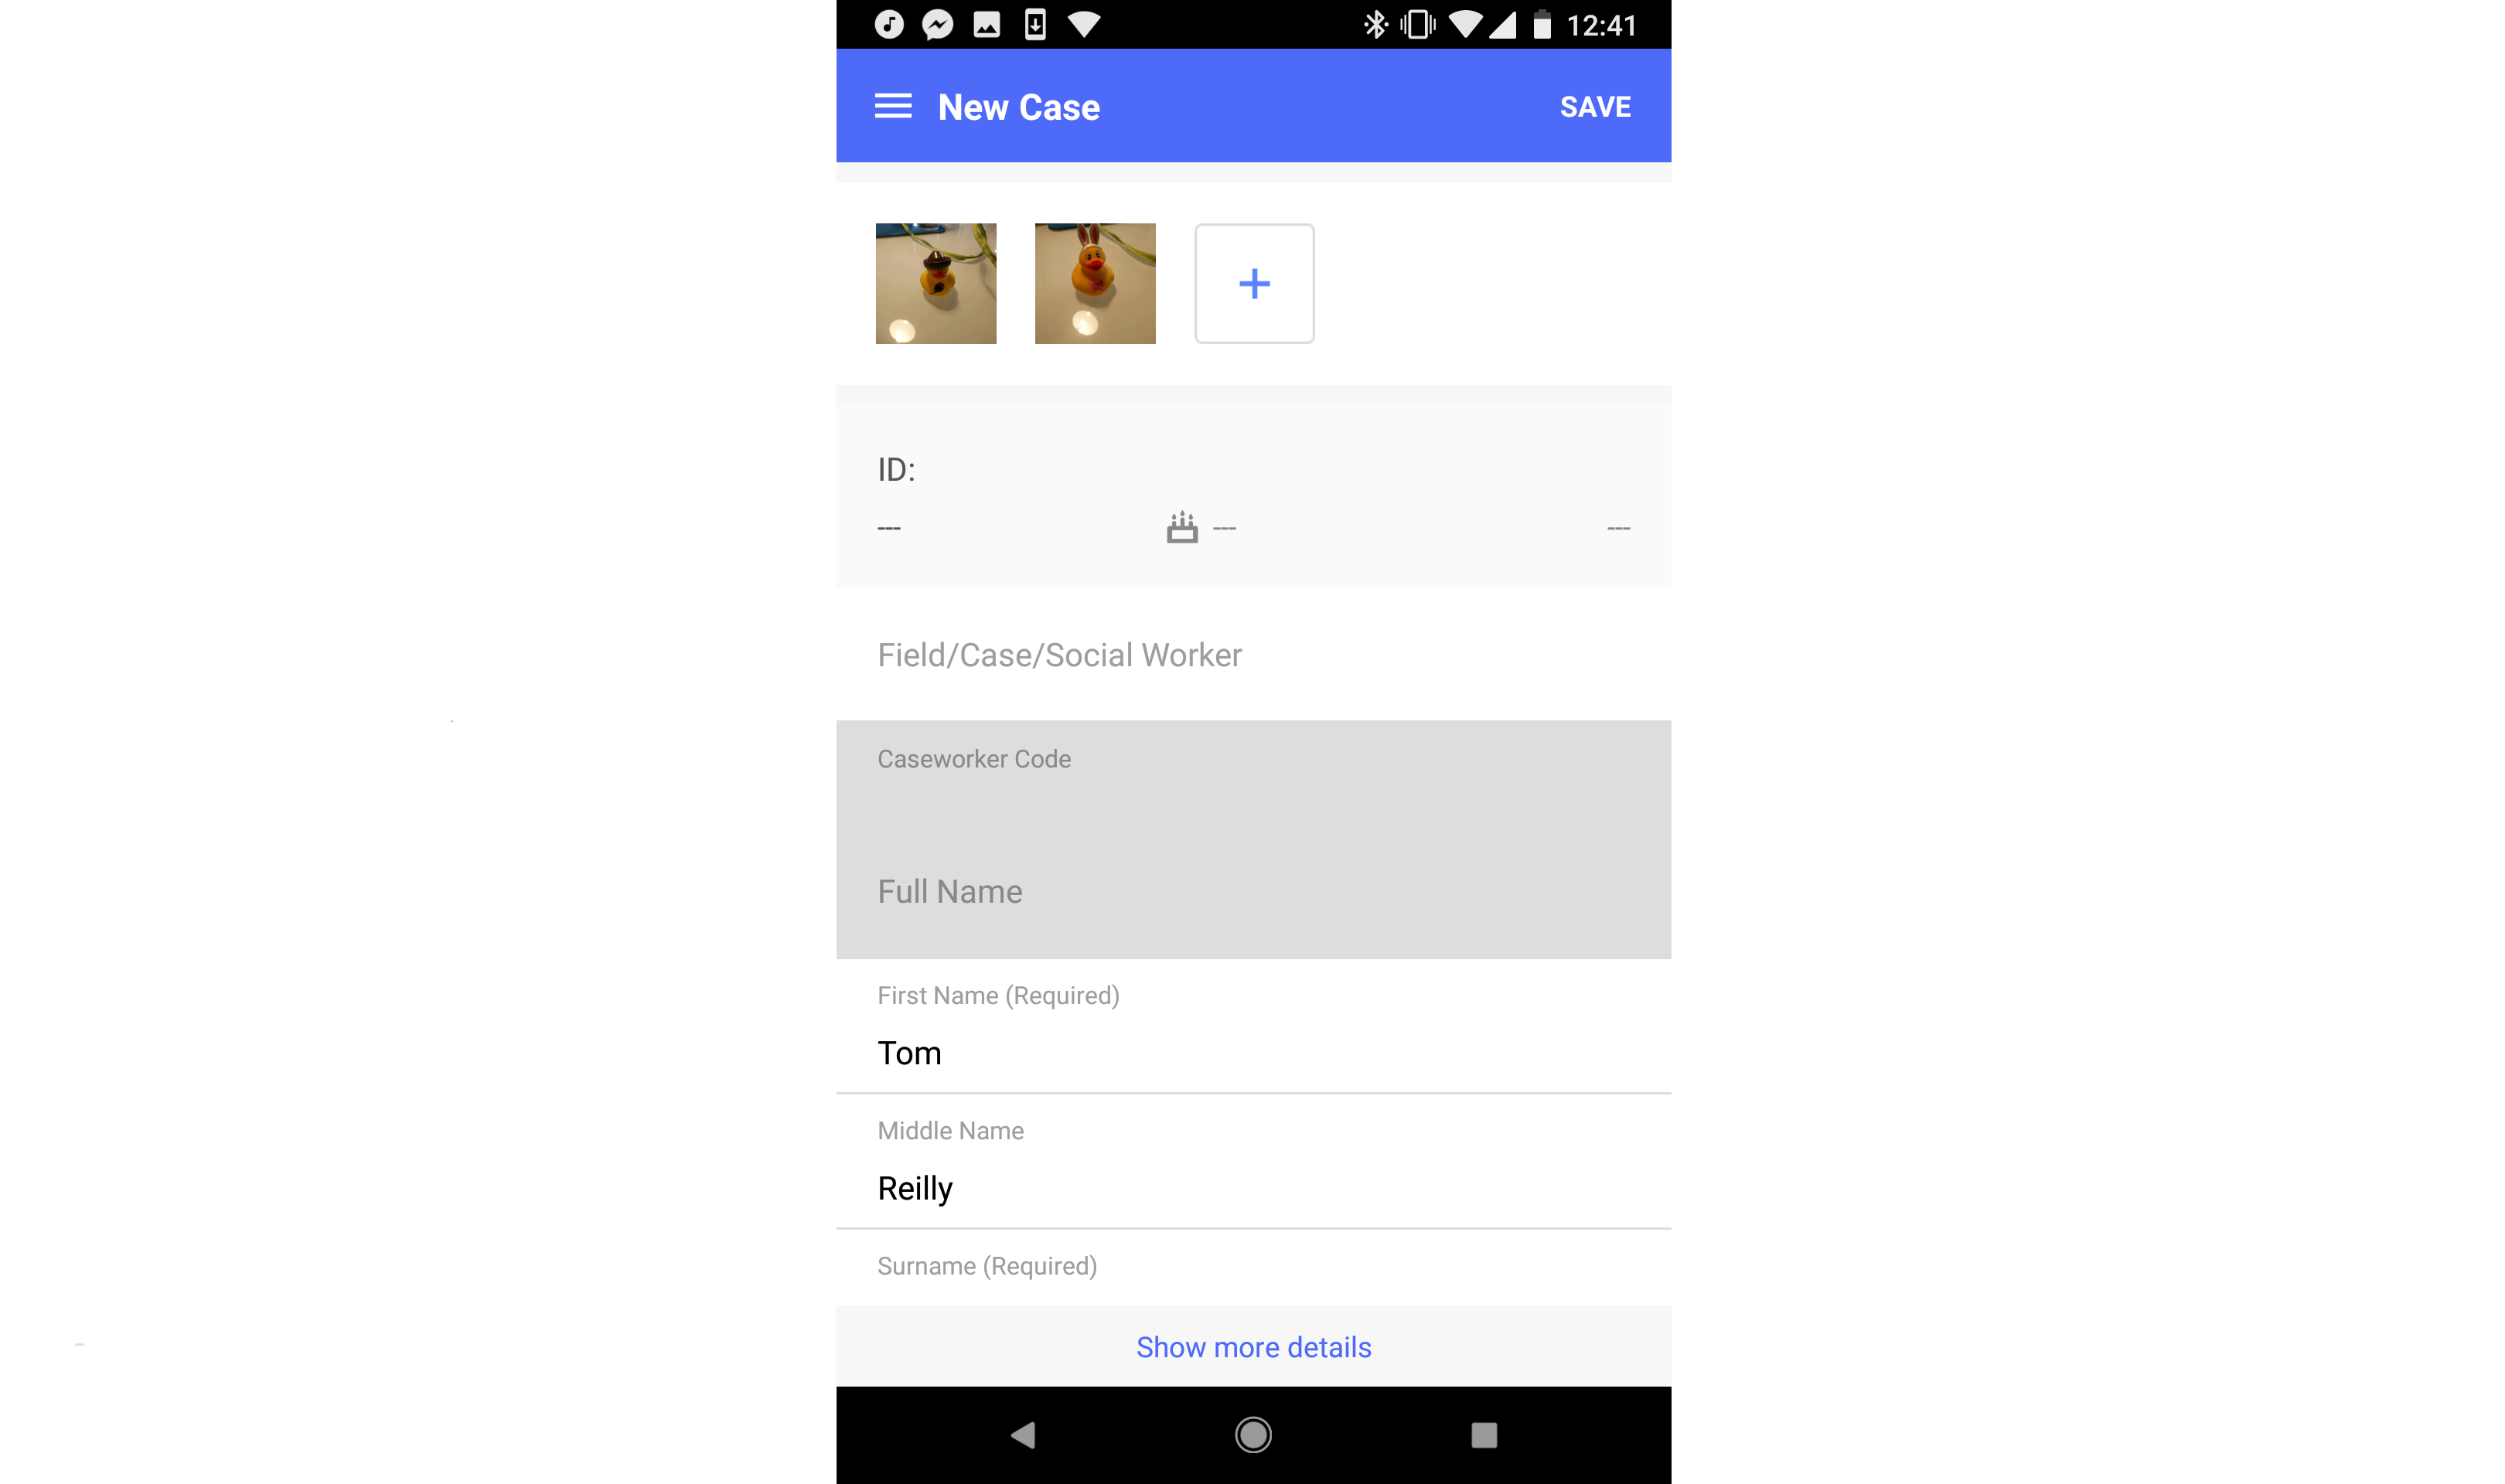 12:41
New Case
SAVE
ID:
---
---
---
Field/Case/Social Worker
Caseworker Code
Full Name
First Name (Required)
Tom
Middle Name
Reilly
Surname (Required)
Show more details